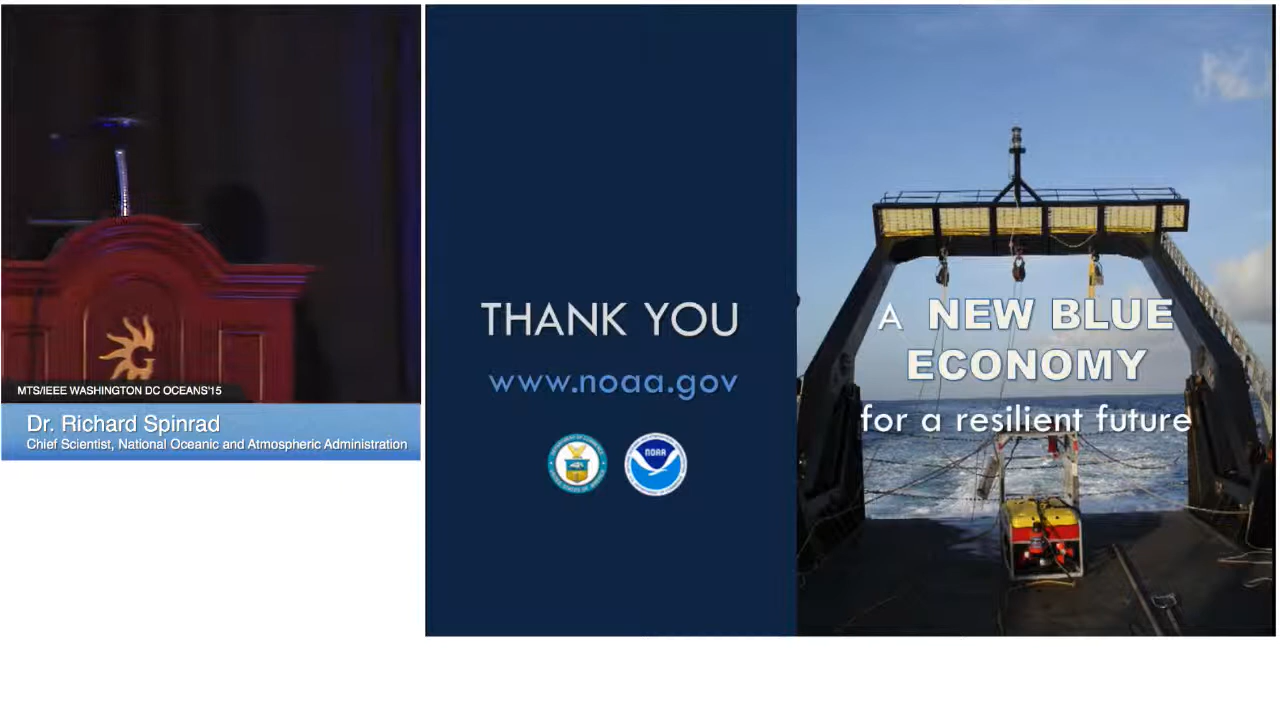 MTS/IEEE WASHINGTON DC OCEANS'15
Dr. Richard Spinrad
Chief Scientist, National Oceanic and Atmospheric Administration
THANK YOU
www.noaa.gov
NOAA
A NEW BLUE
ECONOMY
for a resilient future